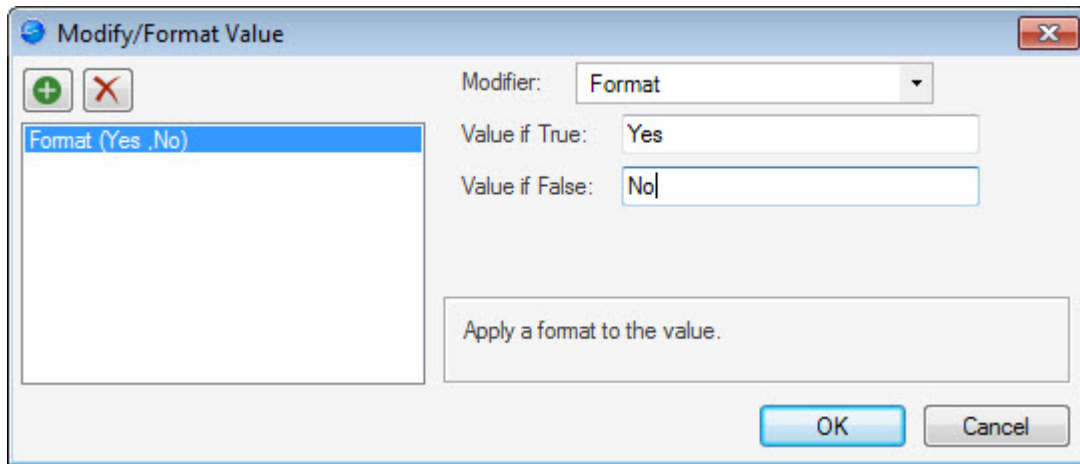 Modify/Format Value
Modifier: Format
Format (Yes ,No)
Value if True: Yes
Value if False: No
Apply a format to the value.
OK Cancel